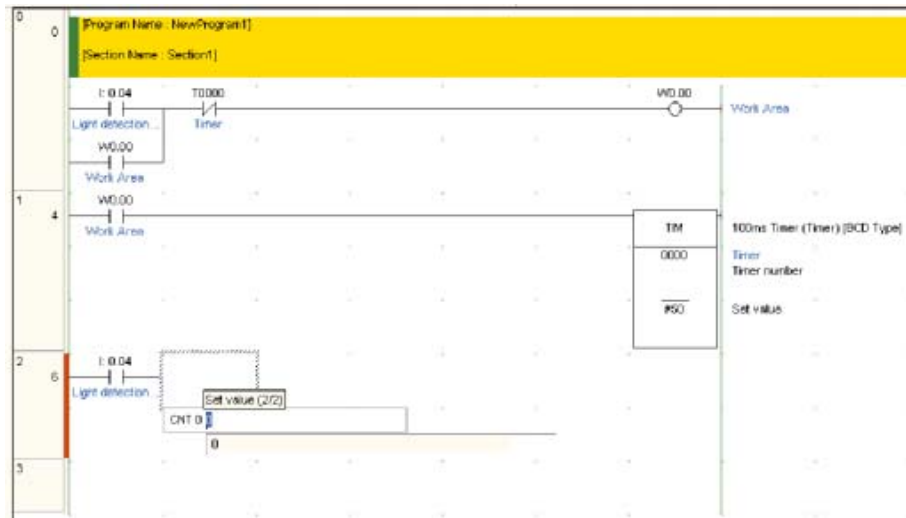 0
0
[Program Name : NewProgram1]
[Section Name : Section1]
I: 0.04
T0000
W0.00
Work Area
Light detection...
Timer
W0.00
Work Area
1
4
W0.00
Work Area
TIM
100ms Timer (Timer) [BCD Type]
0000
Timer
Timer number
#50
Set value
2
6
I: 0.04
Light detection...
Set value (2/2)
CNT 0 0
0
3